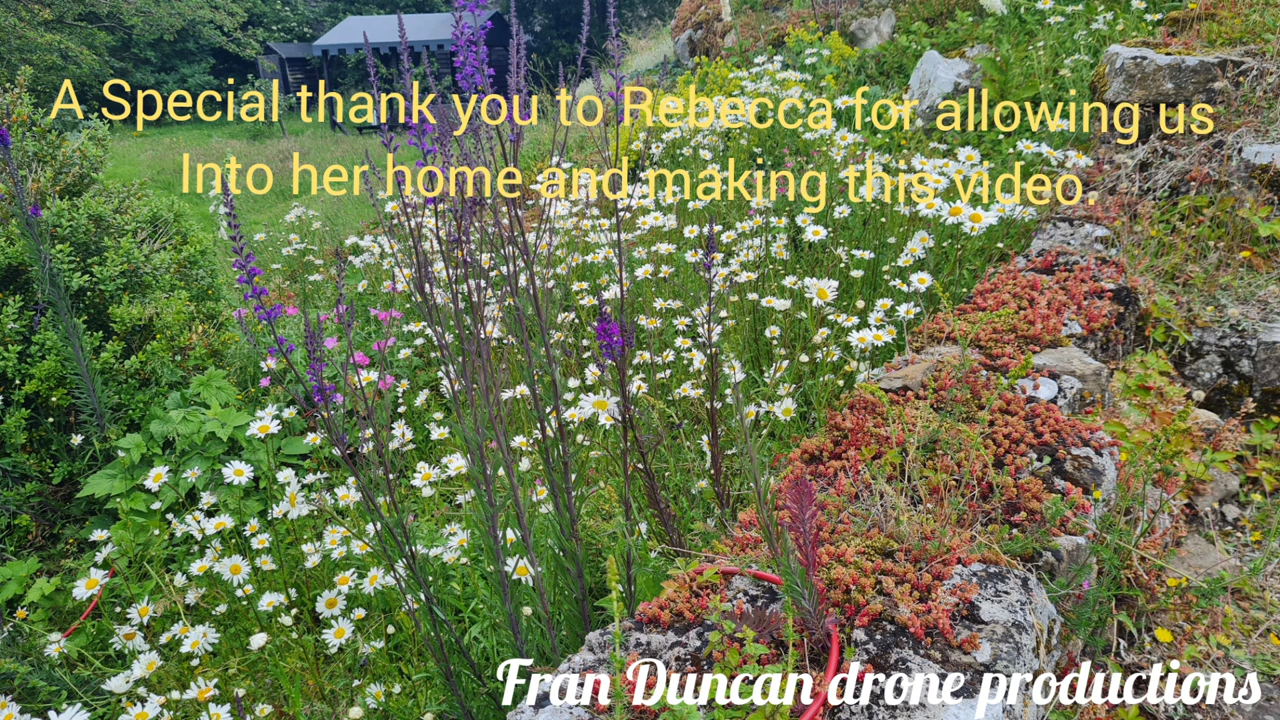 A Special thank you to Rebecca for allowing us
Into her home and making this video.
Fran Duncan drone productions